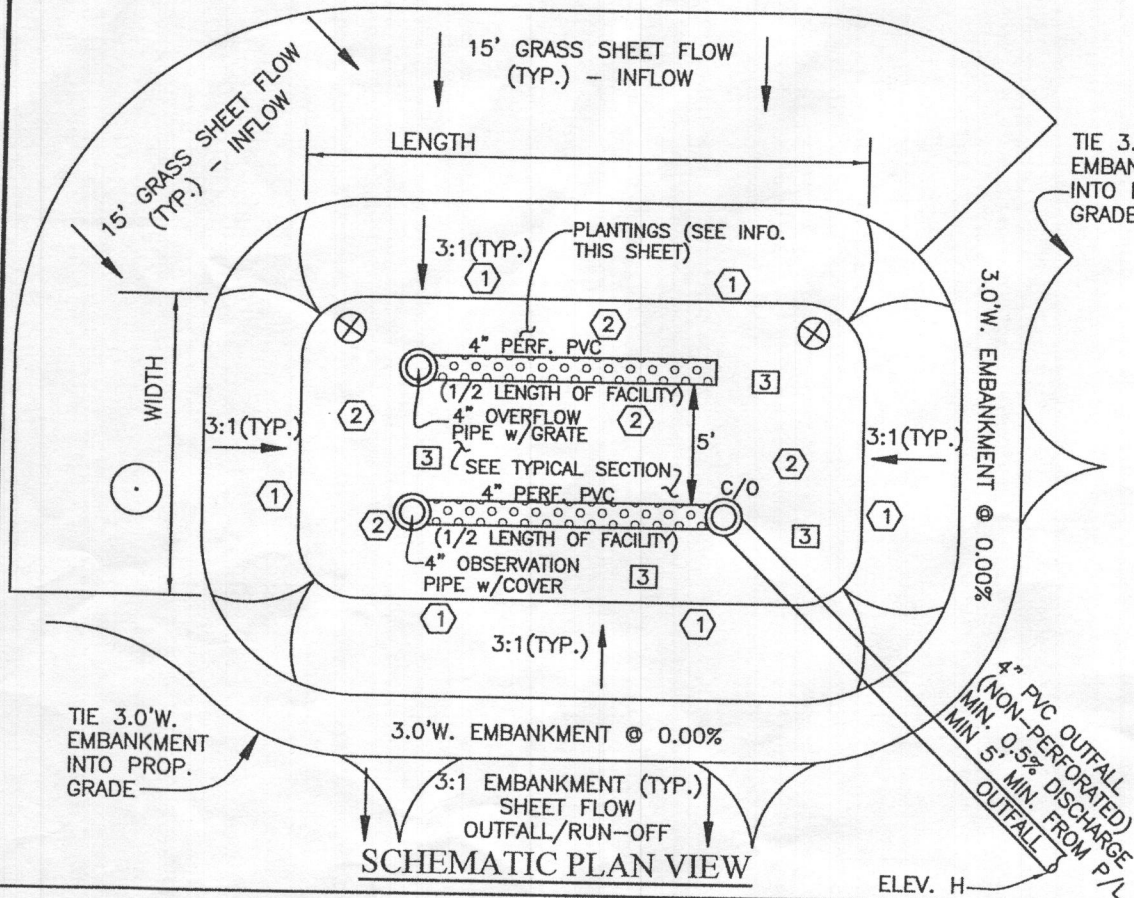 15' GRASS SHEET FLOW
(TYP.) - INFLOW
15' GRASS SHEET FLOW
(TYP.) - INFLOW
LENGTH
TIE 3.
INTO
GRADE
PLANTINGS (SEE INFO.
THIS SHEET)
3:1(TYP.)
1
1
2
4" PERF. PVC
(1/2 LENGTH OF FACILITY)
3
WIDTH
2
4" OVERFLOW
PIPE w/GRATE
2
5'
3:1(TYP.)
3
SEE TYPICAL SECTION
2
3:1(TYP.)
3.0'W. EMBANKMENT @ 0.00%
1
4" PERF. PVC
C/O
2
1
(1/2 LENGTH OF FACILITY)
3
4" OBSERVATION
PIPE w/COVER
3
1
1
3:1(TYP.)
TIE 3.0'W.
EMBANKMENT
INTO PROP.
GRADE
3.0'W. EMBANKMENT @ 0.00%
3:1 EMBANKMENT (TYP.)
SHEET FLOW
OUTFALL/RUN-OFF
4" PVC OUTFALL
(NON-PERFORATED)
MIN. 0.5% DISCHARGE
MIN 5' MIN. FROM P/L
OUTFALL
SCHEMATIC PLAN VIEW
ELEV. H